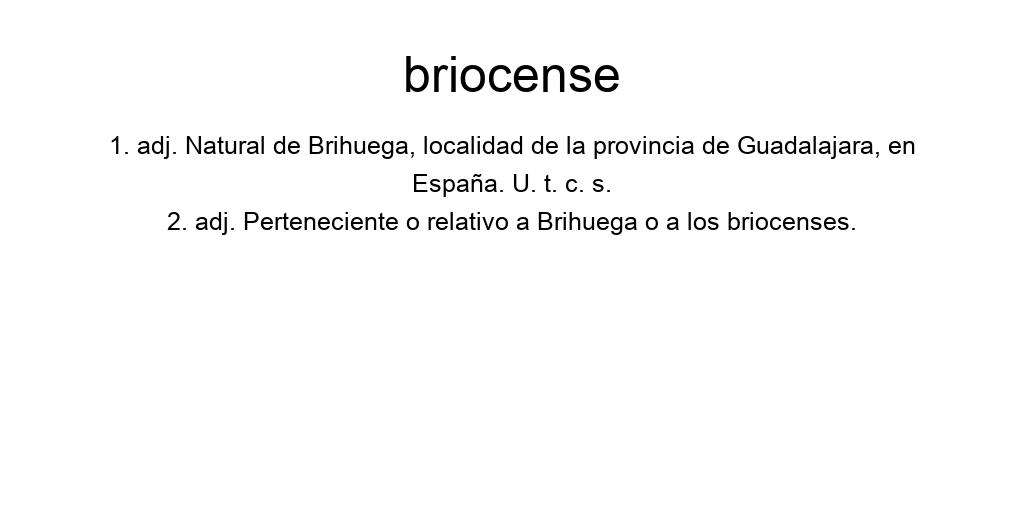 briocense
1. adj. Natural de Brihuega, localidad de la provincia de Guadalajara, en
España. U. t. c. s.
2. adj. Perteneciente o relativo a Brihuega o a los briocenses.